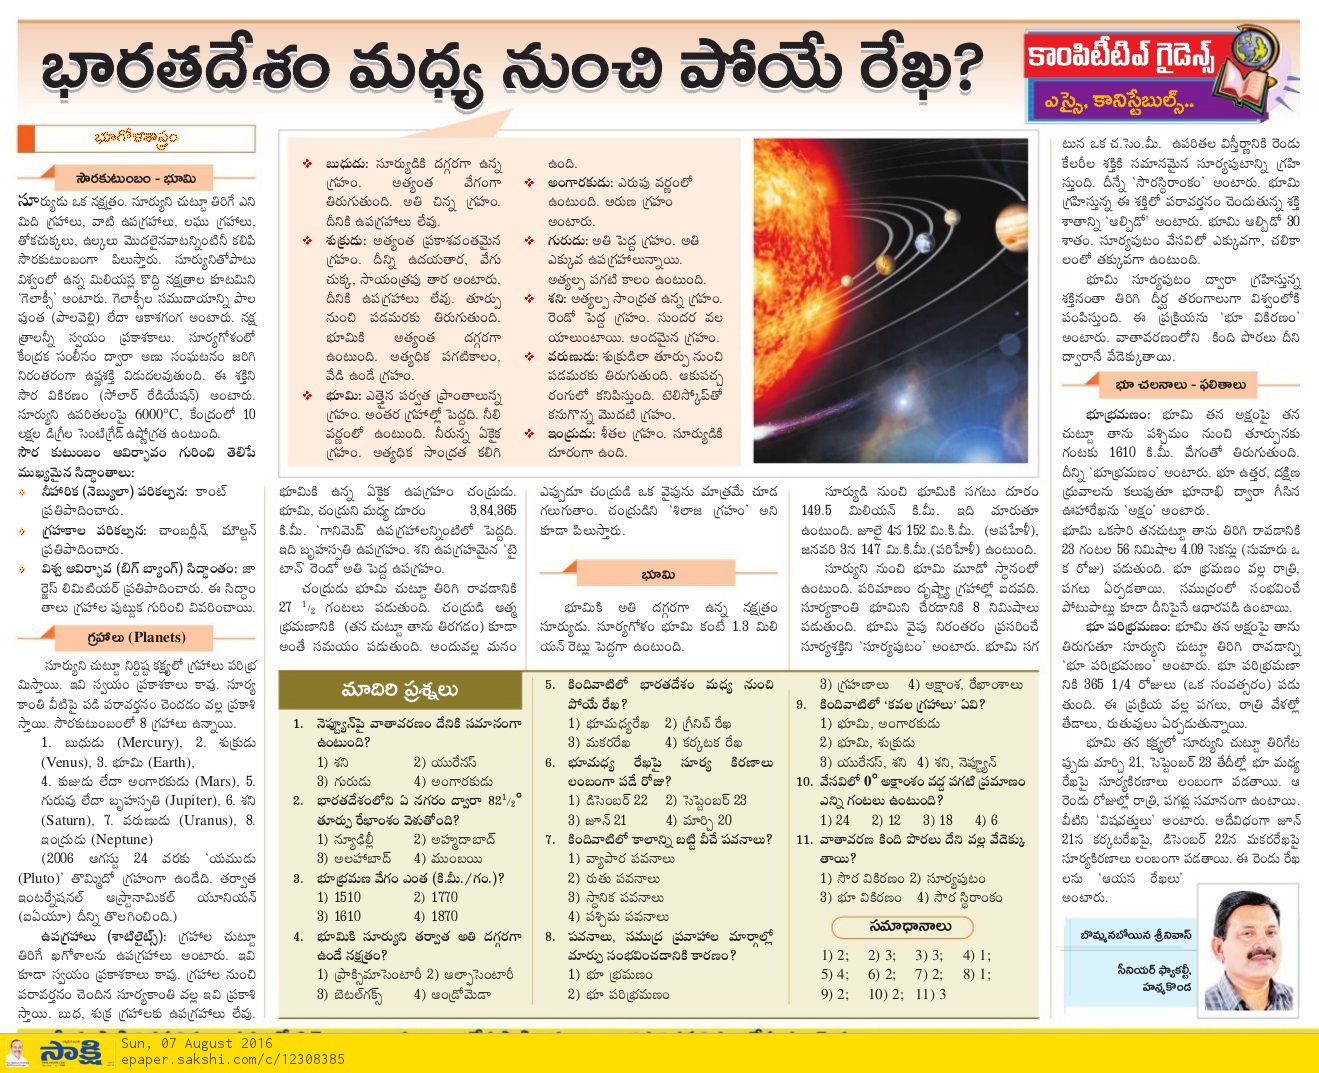 భారతదేశం మధ్య నుంచి పోయే రేఖ?
కాంపిటీటివ్ గైడెన్స్
ఎస్సై, కానిస్టేబుల్స్..
భూగోళశాస్త్రం
సౌరకుటుంబం - భూమి
సూర్యుడు ఒక నక్షత్రం. సూర్యుని చుట్టూ తిరిగే ఎని
మిది గ్రహాలు, వాటి ఉపగ్రహాలు, లఘు గ్రహాలు,
తోకచుక్కలు, ఉల్కలు మొదలైనవాటన్నింటినీ కలిపి
సౌరకుటుంబంగా పిలుస్తారు. సూర్యునితోపాటు
విశ్వంలో ఉన్న మిలియన్ల కొద్ది నక్షత్రాల కూటమిని
'గెలాక్సీ' అంటారు. గెలాక్సీల సముదాయాన్ని పాల
పుంత (పాలవెల్లి) లేదా ఆకాశగంగ అంటారు. నక్ష
త్రాలన్నీ స్వయం ప్రకాశకాలు. సూర్యగోళంలో
కేంద్రక సంలీనం ద్వారా అణు సంఘటనం జరిగి
నిరంతరంగా ఉష్ణశక్తి విడుదలవుతుంది. ఈ శక్తిని
సౌర వికిరణం (సోలార్ రేడియేషన్) అంటారు.
సూర్యుని ఉపరితలంపై 6000°C, కేంద్రంలో 10
లక్షల డిగ్రీల సెంటిగ్రేడ్ ఉష్ణోగ్రత ఉంటుంది.
సౌర కుటుంబం ఆవిర్భావం గురించి తెలిపే
ముఖ్యమైన సిద్ధాంతాలు:
❖ నీహారిక (నెబ్యులా) పరికల్పన: కాంట్
ప్రతిపాదించారు.
❖ గ్రహకాల పరికల్పన: చాంబర్లీన్, మౌల్టన్
ప్రతిపాదించారు.
❖ విశ్వ ఆవిర్భావ (బిగ్ బ్యాంగ్) సిద్ధాంతం: జా
ర్జెస్ లిమిటియర్ ప్రతిపాదించారు. ఈ సిద్ధాం
తాలు గ్రహాల పుట్టుక గురించి వివరించాయి.
గ్రహాలు (Planets)
సూర్యుని చుట్టూ నిర్దిష్ట కక్ష్యలో గ్రహాలు పరిభ్ర
మిస్తాయి. ఇవి స్వయం ప్రకాశకాలు కావు. సూర్య
కాంతి వీటిపై పడి పరావర్తనం చెందడం వల్ల ప్రకాశి
స్తాయి. సౌరకుటుంబంలో 8 గ్రహాలు ఉన్నాయి.
1. బుధుడు (Mercury), 2. శుక్రుడు
(Venus), 3. భూమి (Earth),
4. కుజుడు లేదా అంగారకుడు (Mars), 5.
గురువు లేదా బృహస్పతి (Jupiter), 6. శని
(Saturn), 7. వరుణుడు (Uranus), 8.
ఇంద్రుడు (Neptune)
(2006 ఆగస్టు 24 వరకు 'యముడు
(Pluto)' తొమ్మిదో గ్రహంగా ఉండేది. తర్వాత
ఇంటర్నేషనల్ ఆస్ట్రానామికల్ యూనియన్
(ఐఏయూ) దీన్ని తొలగించింది.)
ఉపగ్రహాలు (శాటిలైట్స్): గ్రహాల చుట్టూ
తిరిగే ఖగోళాలను ఉపగ్రహాలు అంటారు. ఇవి
కూడా స్వయం ప్రకాశకాలు కావు. గ్రహాల నుంచి
పరావర్తనం చెందిన సూర్యకాంతి వల్ల ఇవి ప్రకాశి
స్తాయి. బుధ, శుక్ర గ్రహాలకు ఉపగ్రహాలు లేవు.
❖ బుధుడు: సూర్యుడికి దగ్గరగా ఉన్న
గ్రహం. అత్యంత వేగంగా
తిరుగుతుంది. అతి చిన్న గ్రహం.
దీనికి ఉపగ్రహాలు లేవు.
❖ శుక్రుడు: అత్యంత ప్రకాశవంతమైన
గ్రహం. దీన్ని ఉదయతార, వేగు
చుక్క, సాయంత్రపు తార అంటారు.
దీనికి ఉపగ్రహాలు లేవు. తూర్పు
నుంచి పడమరకు తిరుగుతుంది.
భూమికి అత్యంత దగ్గరగా
ఉంటుంది. అత్యధిక పగటికాలం,
వేడి ఉండే గ్రహం.
❖ భూమి: ఎత్తైన పర్వత ప్రాంతాలున్న
గ్రహం. అంతర గ్రహాల్లో పెద్దది. నీలి
వర్ణంలో ఉంటుంది. నీరున్న ఏకైక
గ్రహం. అత్యధిక సాంద్రత కలిగి
ఉంది.
❖ అంగారకుడు: ఎరుపు వర్ణంలో
ఉంటుంది. అరుణ గ్రహం
అంటారు.
❖ గురుడు: అతి పెద్ద గ్రహం. అతి
ఎక్కువ ఉపగ్రహాలున్నాయి.
అత్యల్ప పగటి కాలం ఉంటుంది.
❖ శని: అత్యల్ప సాంద్రత ఉన్న గ్రహం.
రెండో పెద్ద గ్రహం. సుందర వల
యాలుంటాయి. అందమైన గ్రహం.
❖ వరుణుడు: శుక్రుడిలా తూర్పు నుంచి
పడమరకు తిరుగుతుంది. ఆకుపచ్చ
రంగులో కనిపిస్తుంది. టెలిస్కోప్‌తో
కనుగొన్న మొదటి గ్రహం.
❖ ఇంద్రుడు: శీతల గ్రహం. సూర్యుడికి
దూరంగా ఉంది.
భూమికి ఉన్న ఏకైక ఉపగ్రహం చంద్రుడు.
భూమి, చంద్రుని మధ్య దూరం 3,84,365
కి.మీ. 'గానిమెడ్' ఉపగ్రహాలన్నింటిలో పెద్దది.
ఇది బృహస్పతి ఉపగ్రహం. శని ఉపగ్రహమైన 'టై
టాన్' రెండో అతి పెద్ద ఉపగ్రహం.
చంద్రుడు భూమి చుట్టూ తిరిగి రావడానికి
27 1/2 గంటలు పడుతుంది. చంద్రుడి ఆత్మ
భ్రమణానికి (తన చుట్టూ తాను తిరగడం) కూడా
అంతే సమయం పడుతుంది. అందువల్ల మనం
ఎప్పుడూ చంద్రుడి ఒక వైపును మాత్రమే చూడ
గలుగుతాం. చంద్రుడిని 'శిలాజ గ్రహం' అని
కూడా పిలుస్తారు.
భూమి
భూమికి అతి దగ్గరగా ఉన్న నక్షత్రం
సూర్యుడు. సూర్యగోళం భూమి కంటే 1.3 మిలి
యన్ రెట్లు పెద్దగా ఉంటుంది.
సూర్యుడి నుంచి భూమికి సగటు దూరం
149.5 మిలియన్ కి.మీ. ఇది మారుతూ
ఉంటుంది. జూలై 4న 152 మి.కి.మీ. (అపహేళి),
జనవరి 3న 147 మి.కి.మీ.(పరిహేళి) ఉంటుంది.
సూర్యుని నుంచి భూమి మూడో స్థానంలో
ఉంటుంది. పరిమాణం దృష్ట్యా గ్రహాల్లో ఐదవది.
సూర్యకాంతి భూమిని చేరడానికి 8 నిమిషాలు
పడుతుంది. భూమి వైపు నిరంతరం ప్రసరించే
సూర్యశక్తిని 'సూర్యపుటం' అంటారు. భూమి సగ
టున ఒక చ.సెం.మీ. ఉపరితల విస్తీర్ణానికి రెండు
కేలరీల శక్తికి సమానమైన సూర్యపుటాన్ని గ్రహి
స్తుంది. దీన్నే 'సౌరస్థిరాంకం' అంటారు. భూమి
గ్రహిస్తున్న ఈ శక్తిలో పరావర్తనం చెందుతున్న శక్తి
శాతాన్ని 'ఆల్బిడో' అంటారు. భూమి ఆల్బిడో 30
శాతం. సూర్యపుటం వేసవిలో ఎక్కువగా, చలికా
లంలో తక్కువగా ఉంటుంది.
భూమి సూర్యపుటం ద్వారా గ్రహిస్తున్న
శక్తినంతా తిరిగి దీర్ఘ తరంగాలుగా విశ్వంలోకి
పంపిస్తుంది. ఈ ప్రక్రియను 'భూ వికిరణం'
అంటారు. వాతావరణంలోని కింది పొరలు దీని
ద్వారానే వేడెక్కుతాయి.
భూ చలనాలు - ఫలితాలు
భూభ్రమణం: భూమి తన అక్షంపై తన
చుట్టూ తాను పశ్చిమం నుంచి తూర్పునకు
గంటకు 1610 కి.మీ. వేగంతో తిరుగుతుంది.
దీన్ని 'భూభ్రమణం' అంటారు. భూ ఉత్తర, దక్షిణ
ధ్రువాలను కలుపుతూ భూనాభి ద్వారా గీసిన
ఊహారేఖను 'అక్షం' అంటారు.
భూమి ఒకసారి తనచుట్టూ తాను తిరిగి రావడానికి
23 గంటల 56 నిమిషాల 4.09 సెకన్లు (సుమారు ఒ
క రోజు) పడుతుంది. భూ భ్రమణం వల్ల రాత్రి,
పగలు ఏర్పడతాయి. సముద్రంలో సంభవించే
పోటుపాట్లు కూడా దీనిపైనే ఆధారపడి ఉంటాయి.
భూ పరిభ్రమణం: భూమి తన అక్షంపై తాను
తిరుగుతూ సూర్యుని చుట్టూ తిరిగి రావడాన్ని
'భూ పరిభ్రమణం' అంటారు. భూ పరిభ్రమణా
నికి 365 1/4 రోజులు (ఒక సంవత్సరం) పడు
తుంది. ఈ ప్రక్రియ వల్ల పగలు, రాత్రి వేళల్లో
తేడాలు, రుతువులు ఏర్పడుతున్నాయి.
భూమి తన కక్ష్యలో సూర్యుని చుట్టూ తిరిగేట
ప్పుడు మార్చి 21, సెప్టెంబర్ 23 తేదీల్లో భూ మధ్య
రేఖపై సూర్యకిరణాలు లంబంగా పడతాయి. ఆ
రెండు రోజుల్లో రాత్రి, పగళ్లు సమానంగా ఉంటాయి.
వీటిని 'విషవత్తులు' అంటారు. అదేవిధంగా జూన్
21న కర్కటరేఖపై, డిసెంబర్ 22న మకరరేఖపై
సూర్యకిరణాలు లంబంగా పడతాయి. ఈ రెండు రేఖ
లను 'ఆయన రేఖలు'
అంటారు.
బొమ్మనబోయిన శ్రీనివాస్
సీనియర్ ఫ్యాకల్టీ,
హన్మకొండ
మాదిరి ప్రశ్నలు
1. నెప్ట్యూన్‌పై వాతావరణం దేనికి సమానంగా
ఉంటుంది?
1) శని 2) యురేనస్
3) గురుడు 4) అంగారకుడు
2. భారతదేశంలోని ఏ నగరం ద్వారా 82 1/2°
తూర్పు రేఖాంశం వెళుతోంది?
1) న్యూఢిల్లీ 2) అహ్మదాబాద్
3) అలహాబాద్ 4) ముంబయి
3. భూభ్రమణ వేగం ఎంత (కి.మీ./గం.)?
1) 1510 2) 1770
3) 1610 4) 1870
4. భూమికి సూర్యుని తర్వాత అతి దగ్గరగా
ఉండే నక్షత్రం?
1) ప్రాక్సిమాసెంటారీ 2) ఆల్ఫాసెంటారీ
3) బెటల్‌గక్స్ 4) ఆండ్రోమెడా
5. కిందివాటిలో భారతదేశం మధ్య నుంచి
పోయే రేఖ?
1) భూమధ్యరేఖ 2) గ్రీనిచ్ రేఖ
3) మకరరేఖ 4) కర్కటక రేఖ
6. భూమధ్య రేఖపై సూర్య కిరణాలు
లంబంగా పడే రోజు?
1) డిసెంబర్ 22 2) సెప్టెంబర్ 23
3) జూన్ 21 4) మార్చి 20
7. కిందివాటిలో కాలాన్ని బట్టి వీచే పవనాలు?
1) వ్యాపార పవనాలు
2) రుతు పవనాలు
3) స్థానిక పవనాలు
4) పశ్చిమ పవనాలు
8. పవనాలు, సముద్ర ప్రవాహాల మార్గాల్లో
మార్పు సంభవించడానికి కారణం?
1) భూ భ్రమణం
2) భూ పరిభ్రమణం
3) గ్రహణాలు 4) అక్షాంశ, రేఖాంశాలు
9. కిందివాటిలో 'కవల గ్రహాలు' ఏవి?
1) భూమి, అంగారకుడు
2) భూమి, శుక్రుడు
3) యురేనస్, శని 4) శని, నెప్ట్యూన్
10. వేసవిలో 0° అక్షాంశం వద్ద పగటి ప్రమాణం
ఎన్ని గంటలు ఉంటుంది?
1) 24 2) 12 3) 18 4) 6
11. వాతావరణ కింది పొరలు దేని వల్ల వేడెక్కు
తాయి?
1) సౌర వికిరణం 2) సూర్యపుటం
3) భూ వికిరణం 4) సౌర స్థిరాంకం
సమాధానాలు
1) 2; 2) 3; 3) 3; 4) 1;
5) 4; 6) 2; 7) 2; 8) 1;
9) 2; 10) 2; 11) 3
సాక్షి
Sun, 07 August 2016
epaper.sakshi.com/c/12308385